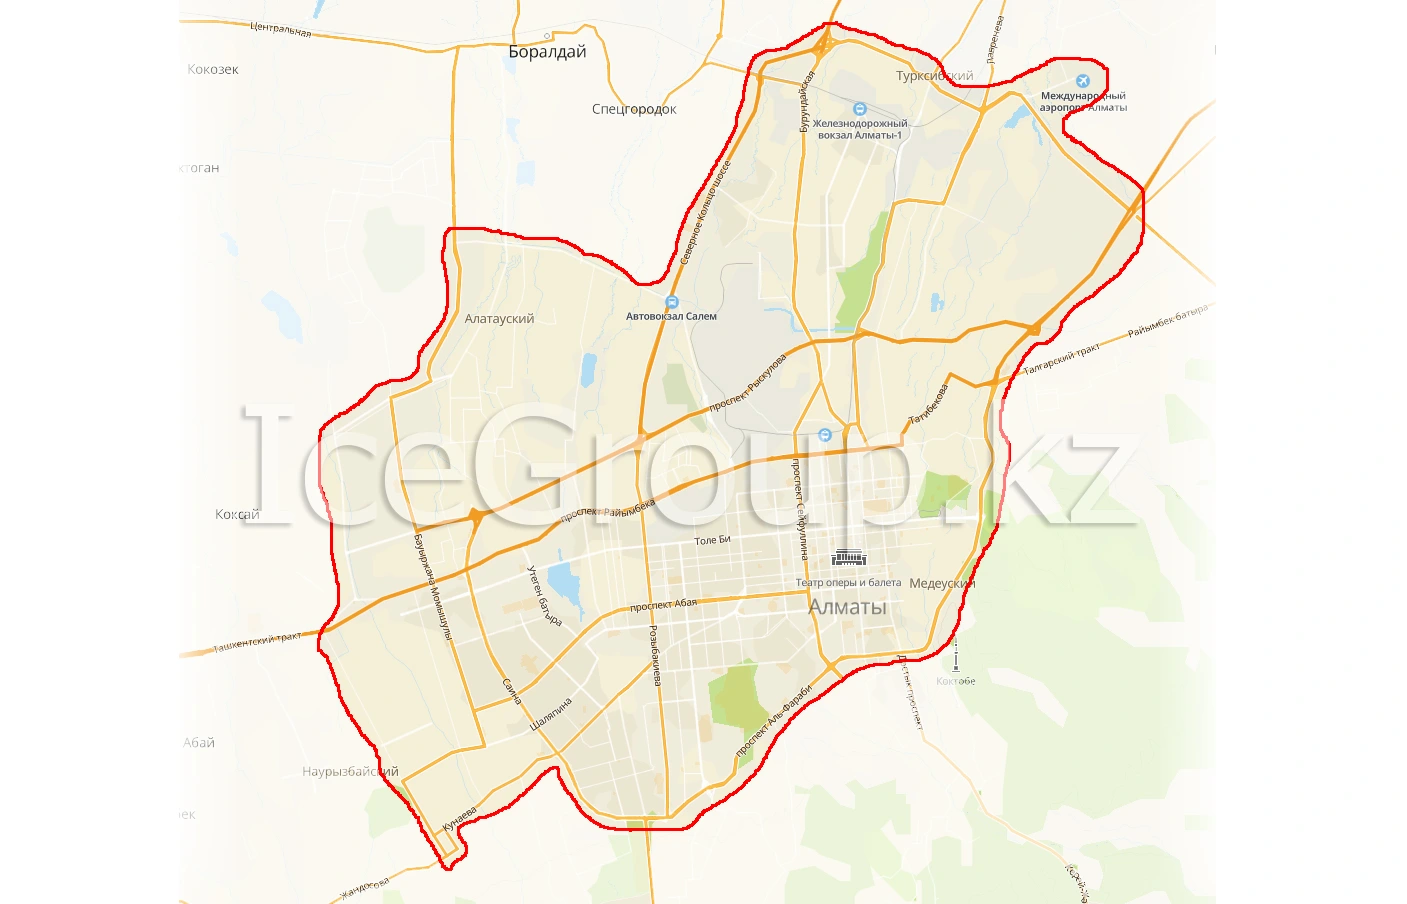 Центральная
Боралдай
Кокозек
Спецгородок
Лавренева
Турксибский
Международный
аэропорт Алматы
Бурундайская
Железнодорожный
вокзал Алматы-1
Северное Кольцо шоссе
Автовокзал Салем
Алатауский
Райымбек батыра
Талгарский тракт
проспект Рыскулова
Татибекова
IceGroup.kz
Коксай
проспект Райымбека
проспект Сейфуллина
Толе Би
Бауыржана Момышулы
Утеген батыра
Театр оперы и балета
Медеуский
Алматы
проспект Абая
Розыбакиева
Ташкентский тракт
Достык проспект
Коктобе
Саина
Шаляпина
проспект Аль-Фараби
Абай
Наурызбайский
Кунаева
Жандосова